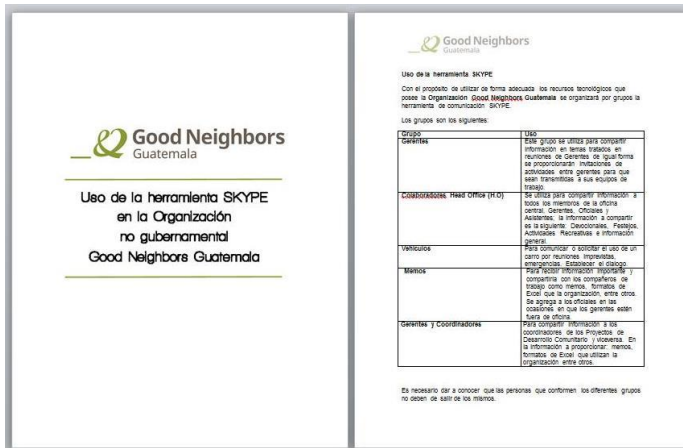 Good Neighbors
Guatemala
Uso de la herramienta SKYPE
en la Organización
no gubernamental
Good Neighbors Guatemala
Good Neighbors
Guatemala
Uso de la herramienta SKYPE
Con el propósito de utilizar de forma adecuada los recursos tecnológicos que
posee la Organización Good Neighbors Guatemala se organizará por grupos la
herramienta de comunicación SKYPE.
Los grupos son los siguientes:
Grupo
Uso
Gerentes
Este grupo se utiliza para compartir
información en temas tratados en
reuniones de Gerentes de igual forma
se proporcionarán invitaciones de
actividades entre gerentes para que
sean transmitidas a sus equipos de
trabajo.
Colaboradores Head Office (H.O)
Se utiliza para compartir información a
todos los miembros de la oficina
central, Gerentes, Oficiales y
Asistentes; la información a compartir
es la siguiente: Devocionales, Festejos,
Actividades Recreativas e información
general.
Vehículos
Para comunicar o solicitar el uso de un
carro por reuniones imprevistas,
emergencias. Establecer el dialogo.
Memos
Para recibir información importante y
compartirla con los compañeros de
trabajo como memos, formatos de
Excel que la organización, entre otros.
Se agrega a los oficiales en las
ocasiones en que los gerentes estén
fuera de oficina.
Gerentes y Coordinadores
Para compartir información a los
coordinadores de los Proyectos de
Desarrollo Comunitario y viceversa. En
la información a proporcionar: memos,
formatos de Excel que utilizan la
organización entre otros.
Es necesario dar a conocer que las personas que conformen los diferentes grupos
no deben de salir de los mismos.